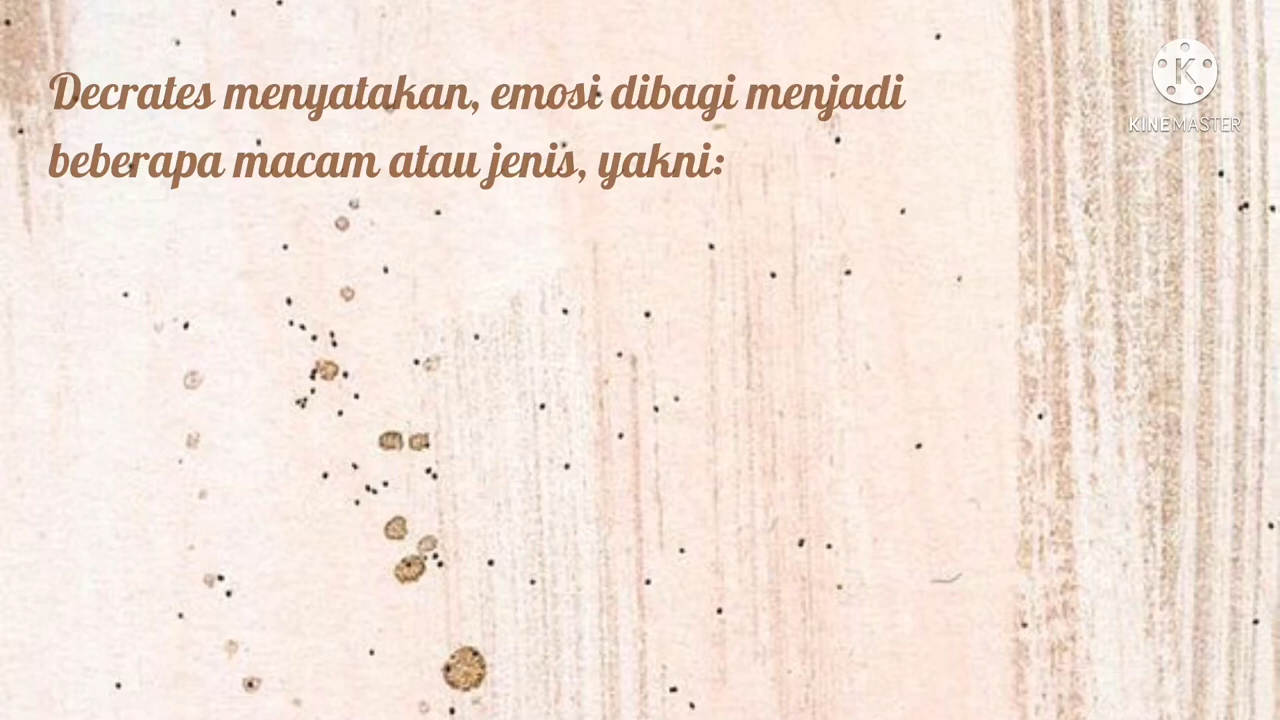 Decrates menyatakan, emosi dibagi menjadi
beberapa macam atau jenis, yakni:
K
KINEMASTER